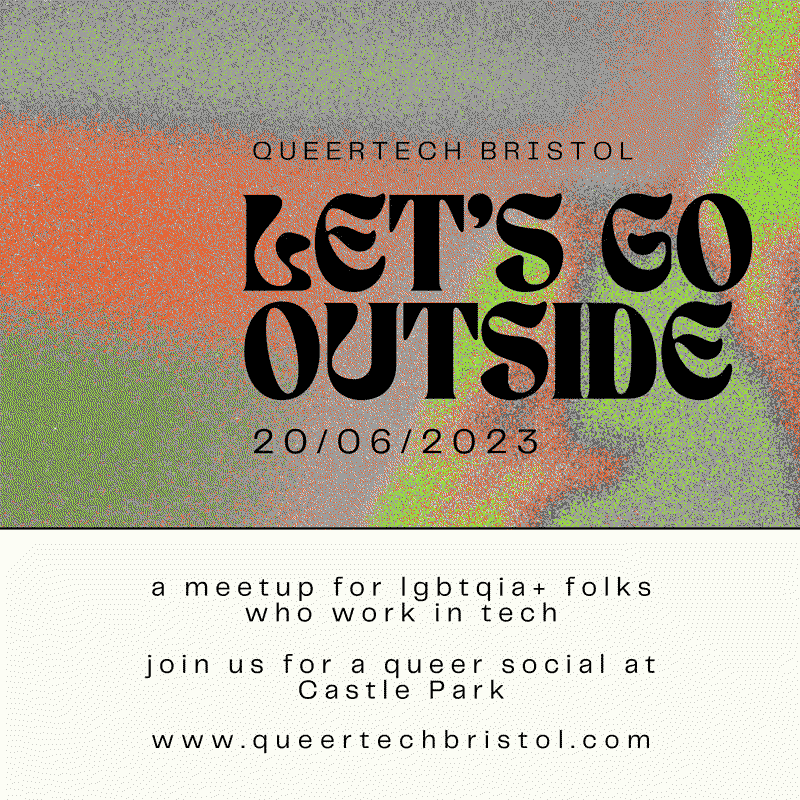 QUEERTECH BRISTOL
LET'S GO
OUTSIDE
20/06/2023
a meetup for lgbtqia+ folks
who work in tech
join us for a queer social at
Castle Park
www.queertechbristol.com